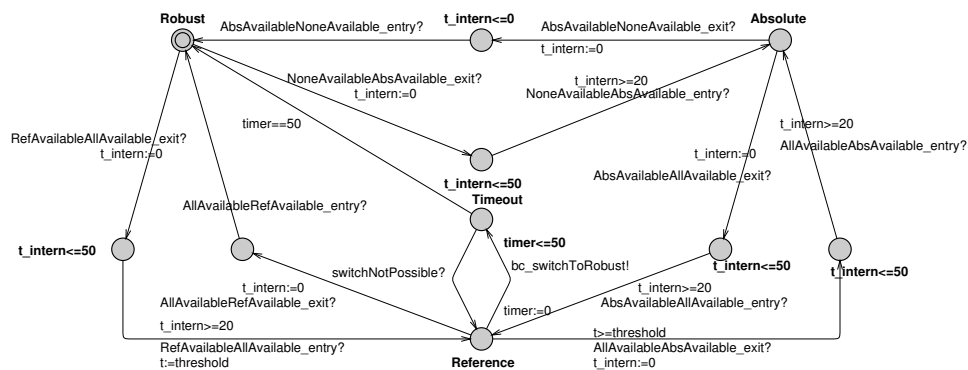 Robust
AbsAvailableNoneAvailable_entry?
t_intern<=0
AbsAvailableNoneAvailable_exit?
Absolute
t_intern:=0
NoneAvailableAbsAvailable_exit?
t_intern:=0
t_intern>=20
NoneAvailableAbsAvailable_entry?
timer==50
RefAvailableAllAvailable_exit?
t_intern:=0
t_intern>=20
AllAvailableAbsAvailable_entry?
t_intern:=0
AbsAvailableAllAvailable_exit?
t_intern<=50
Timeout
AllAvailableRefAvailable_entry?
t_intern<=50
timer<=50
t_intern<=50
t_intern<=50
switchNotPossible?
bc_switchToRobust!
t_intern:=0
AllAvailableRefAvailable_exit?
t_intern>=20
AbsAvailableAllAvailable_entry?
timer:=0
t_intern>=20
RefAvailableAllAvailable_entry?
t:=threshold
Reference
t>=threshold
AllAvailableAbsAvailable_exit?
t_intern:=0